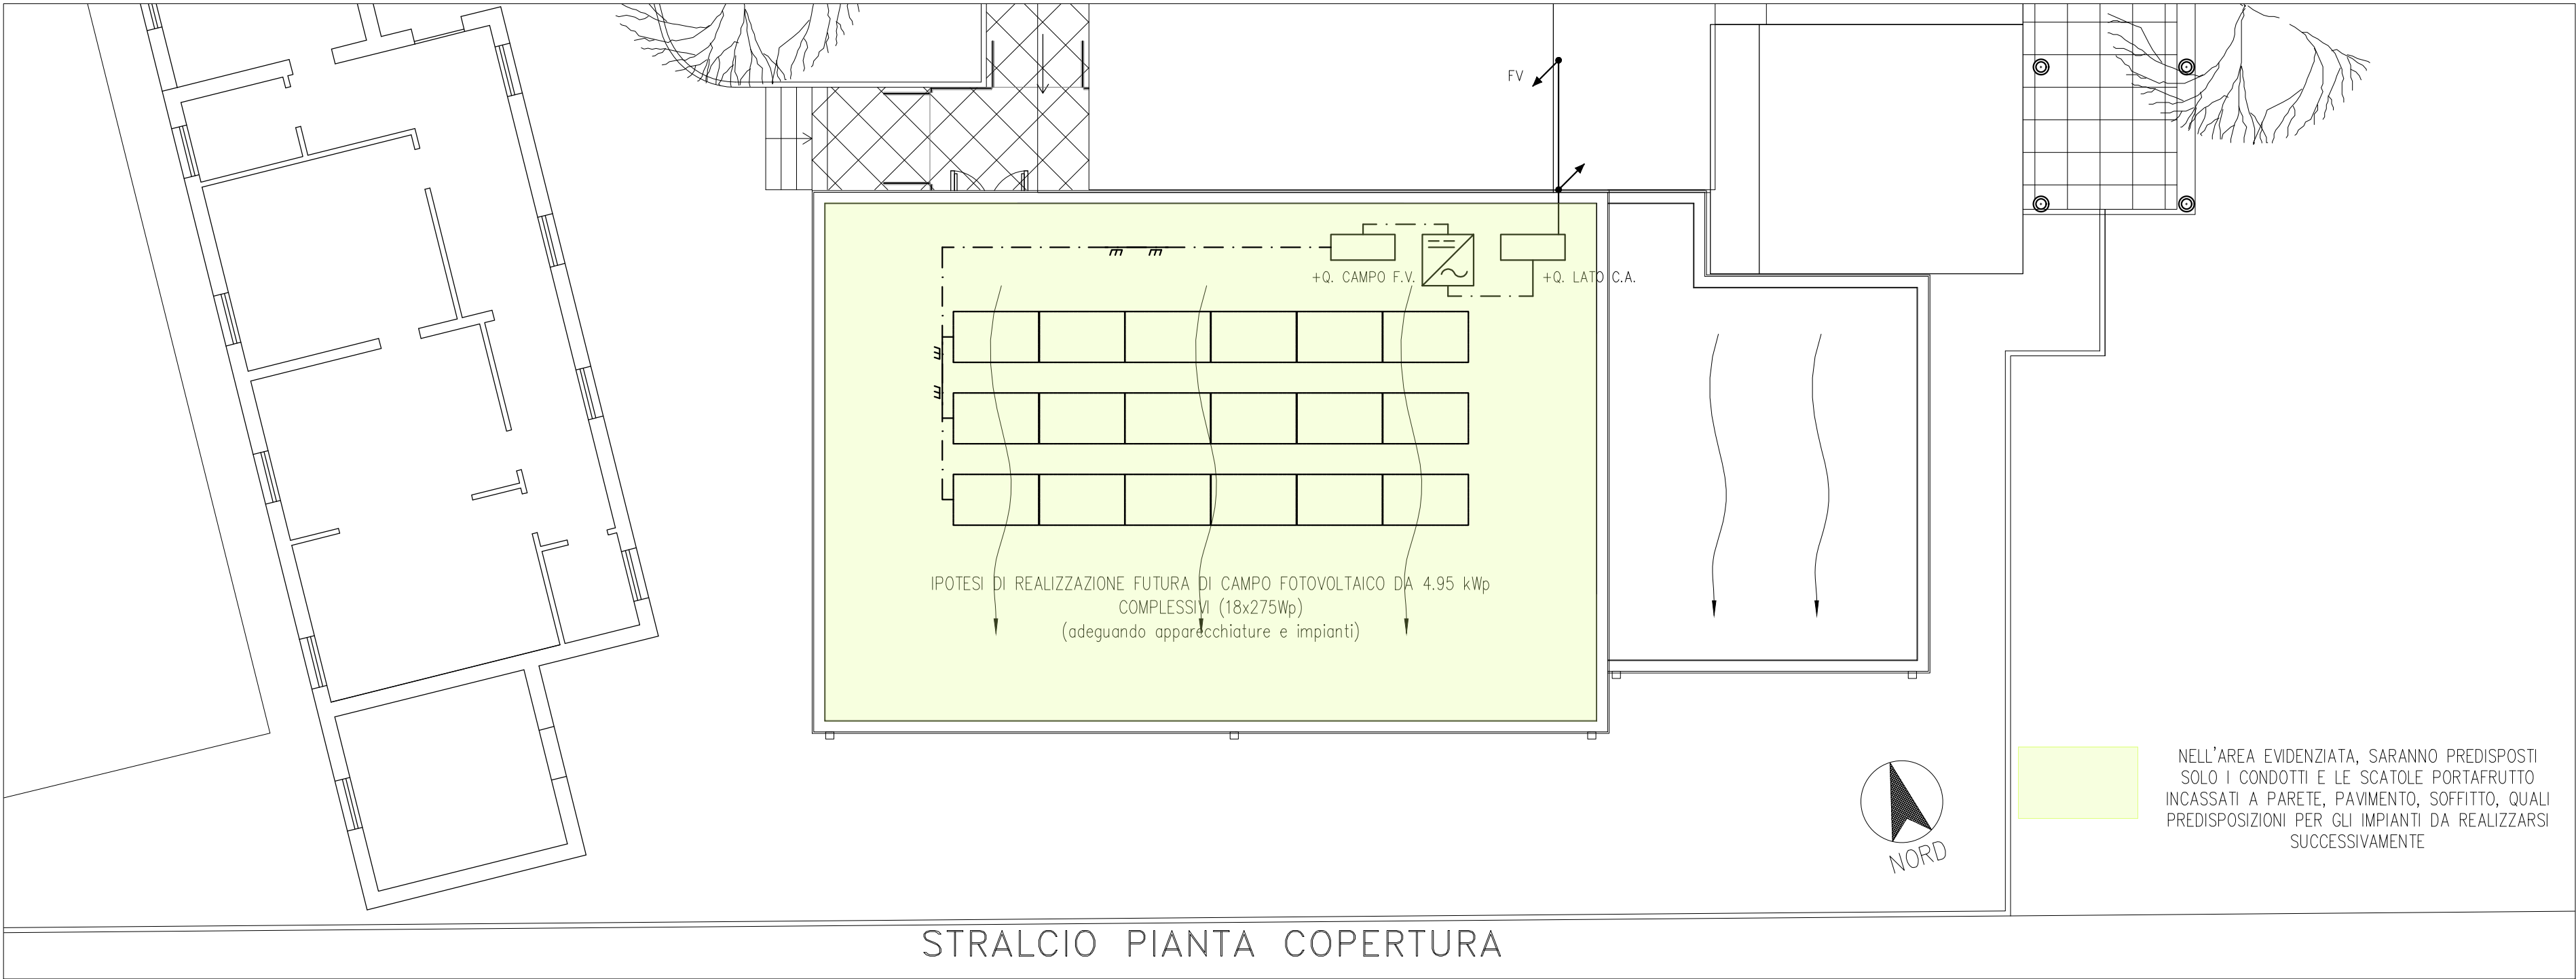 FV
+Q. CAMPO F.V.
+Q. LATO C.A.
IPOTESI DI REALIZZAZIONE FUTURA DI CAMPO FOTOVOLTAICO DA 4.95 kWp
COMPLESSIVI (18x275Wp)
(adeguando apparecchiature e impianti)
NELL'AREA EVIDENZIATA, SARANNO PREDISPOSTI
SOLO I CONDOTTI E LE SCATOLE PORTAFRUTTO
INCASSATI A PARETE, PAVIMENTO, SOFFITTO, QUALI
PREDISPOSIZIONI PER GLI IMPIANTI DA REALIZZARSI
SUCCESSIVAMENTE
NORD
STRALCIO PIANTA COPERTURA